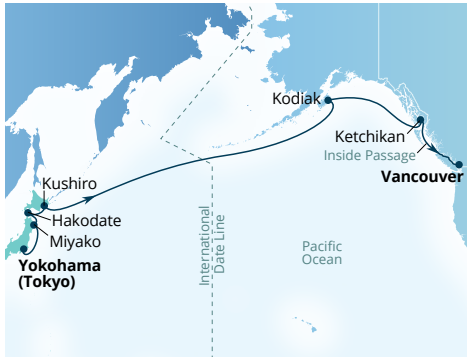 Kodiak
Ketchikan
Inside Passage
Vancouver
Kushiro
Hakodate
Miyako
Yokohama
(Tokyo)
International
Date Line
Pacific
Ocean